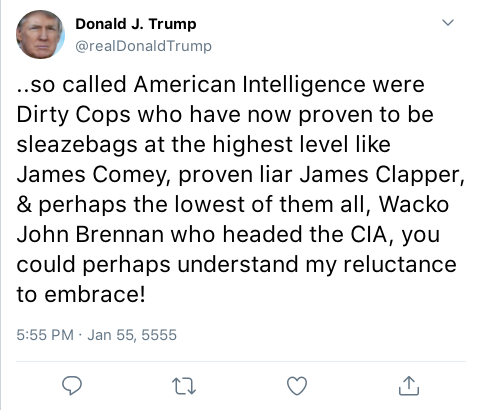 Donald J. Trump
@realDonaldTrump
..so called American Intelligence were
Dirty Cops who have now proven to be
sleazebags at the highest level like
James Comey, proven liar James Clapper,
& perhaps the lowest of them all, Wacko
John Brennan who headed the CIA, you
could perhaps understand my reluctance
to embrace!
5:55 PM · Jan 55, 5555